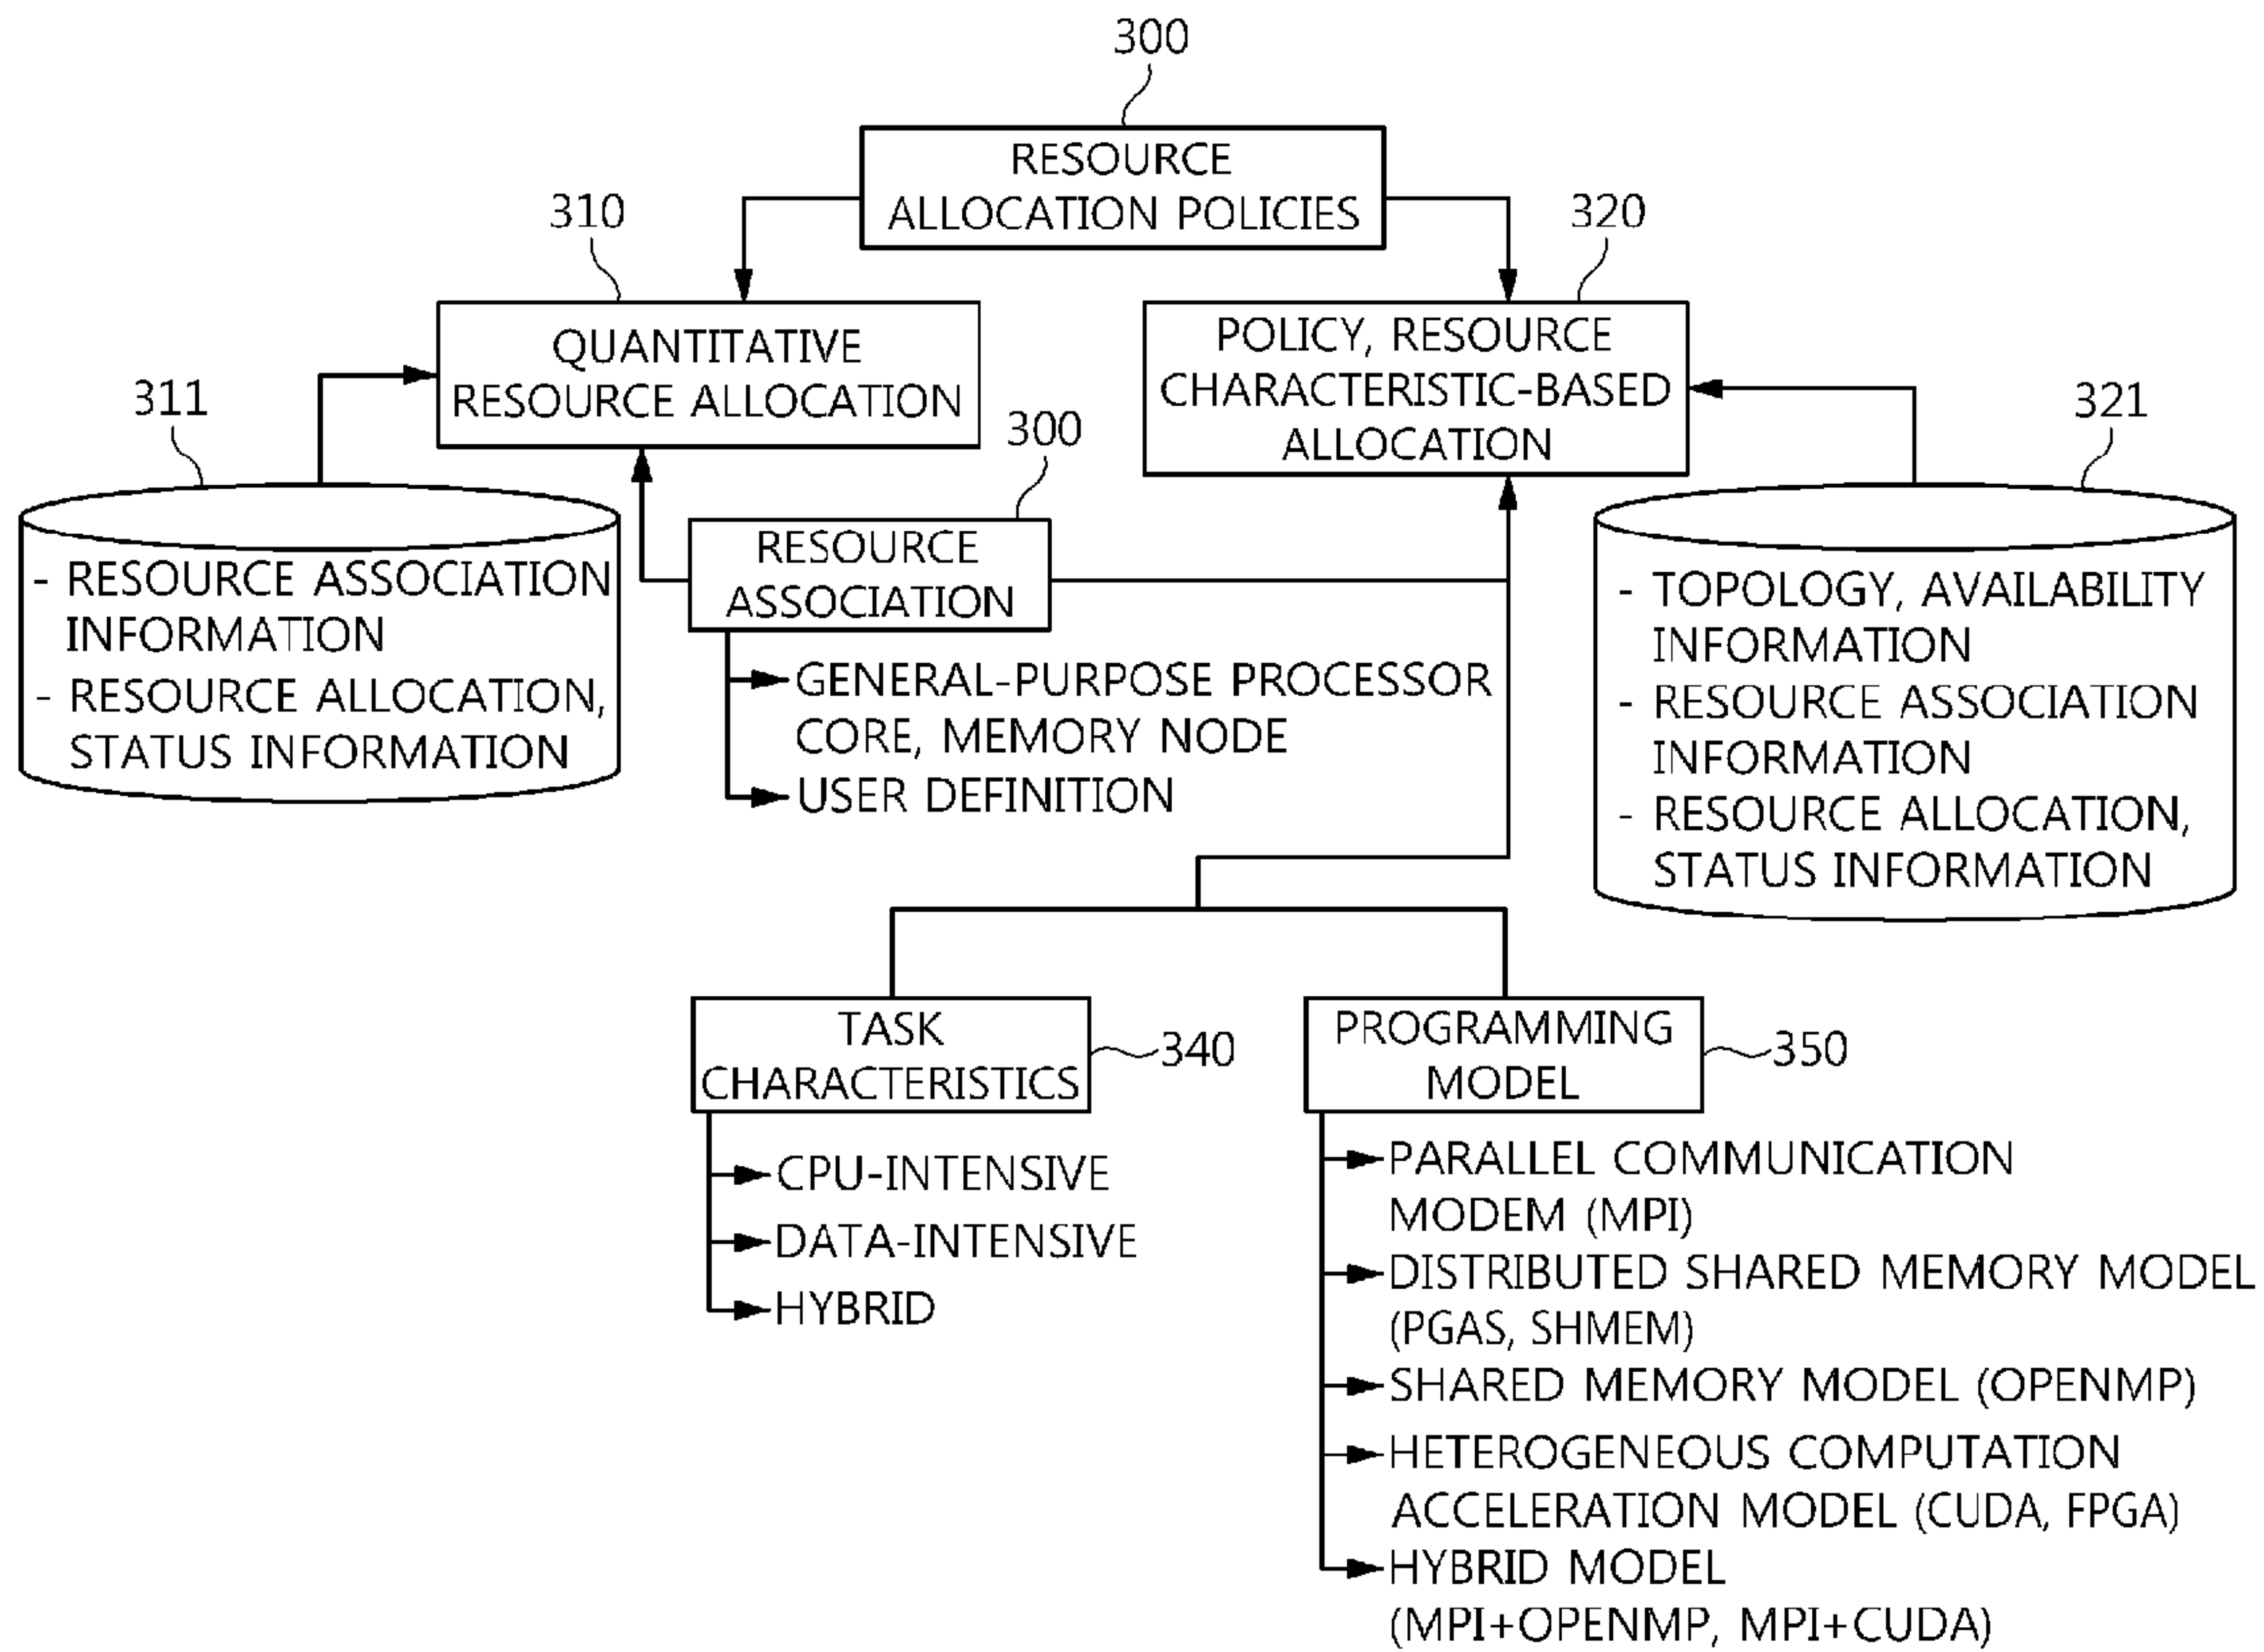 300
RESOURCE
ALLOCATION POLICIES
310
320
QUANTITATIVE
RESOURCE ALLOCATION
POLICY, RESOURCE
CHARACTERISTIC-BASED
ALLOCATION
311
300
321
- RESOURCE ASSOCIATION
INFORMATION
- RESOURCE ALLOCATION,
STATUS INFORMATION
RESOURCE
ASSOCIATION
GENERAL-PURPOSE PROCESSOR
CORE, MEMORY NODE
USER DEFINITION
- TOPOLOGY, AVAILABILITY
INFORMATION
- RESOURCE ASSOCIATION
INFORMATION
- RESOURCE ALLOCATION,
STATUS INFORMATION
TASK
CHARACTERISTICS
340
CPU-INTENSIVE
DATA-INTENSIVE
HYBRID
PROGRAMMING
MODEL
350
PARALLEL COMMUNICATION
MODEM (MPI)
DISTRIBUTED SHARED MEMORY MODEL
(PGAS, SHMEM)
SHARED MEMORY MODEL (OPENMP)
HETEROGENEOUS COMPUTATION
ACCELERATION MODEL (CUDA, FPGA)
HYBRID MODEL
(MPI+OPENMP, MPI+CUDA)